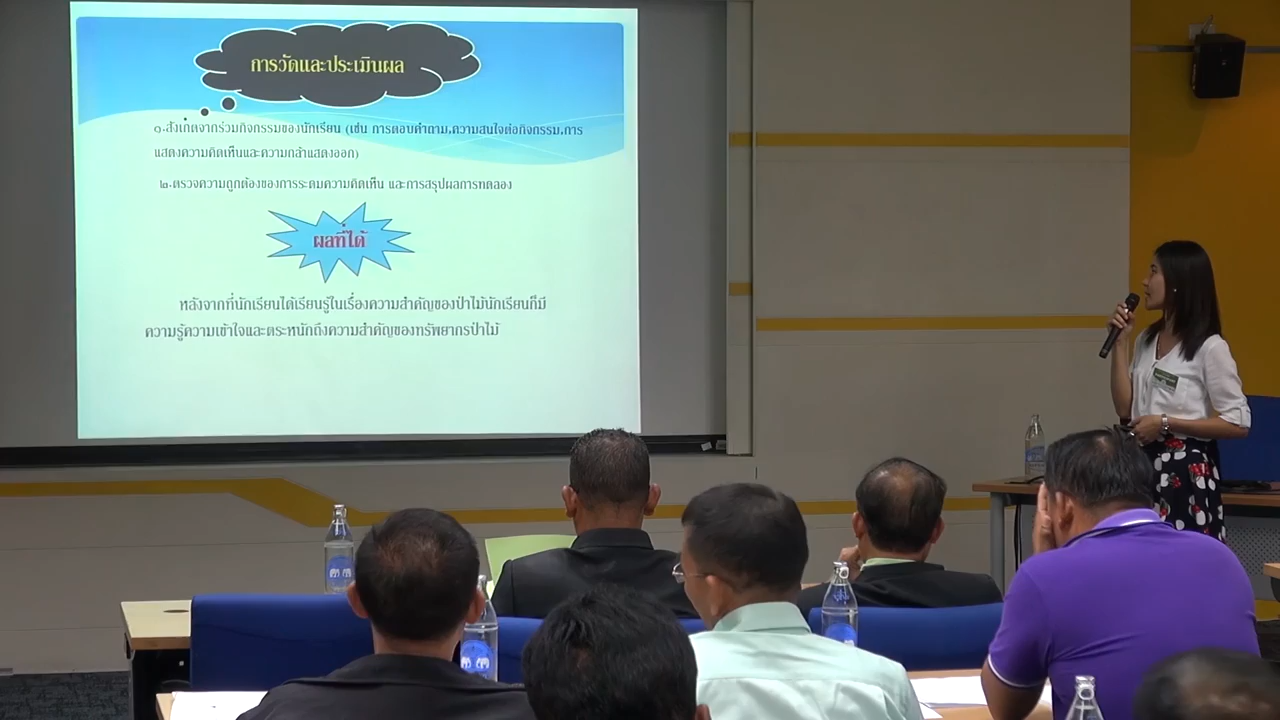 การวัดและประเมินผล
๑.สังเกตจากร่วมกิจกรรมของนักเรียน (เช่น การตอบคำถาม,ความสนใจต่อกิจกรรม,การ
แสดงความคิดเห็นและความกล้าแสดงออก)
๒.ตรวจความถูกต้องของการระดมความคิดเห็น และการสรุปผลการทดลอง
ผลที่ได้
หลังจากที่นักเรียนได้เรียนรู้ในเรื่องความสำคัญของป่าไม้นักเรียนก็มี
ความรู้ความเข้าใจและตระหนักถึงความสำคัญของทรัพยากรป่าไม้